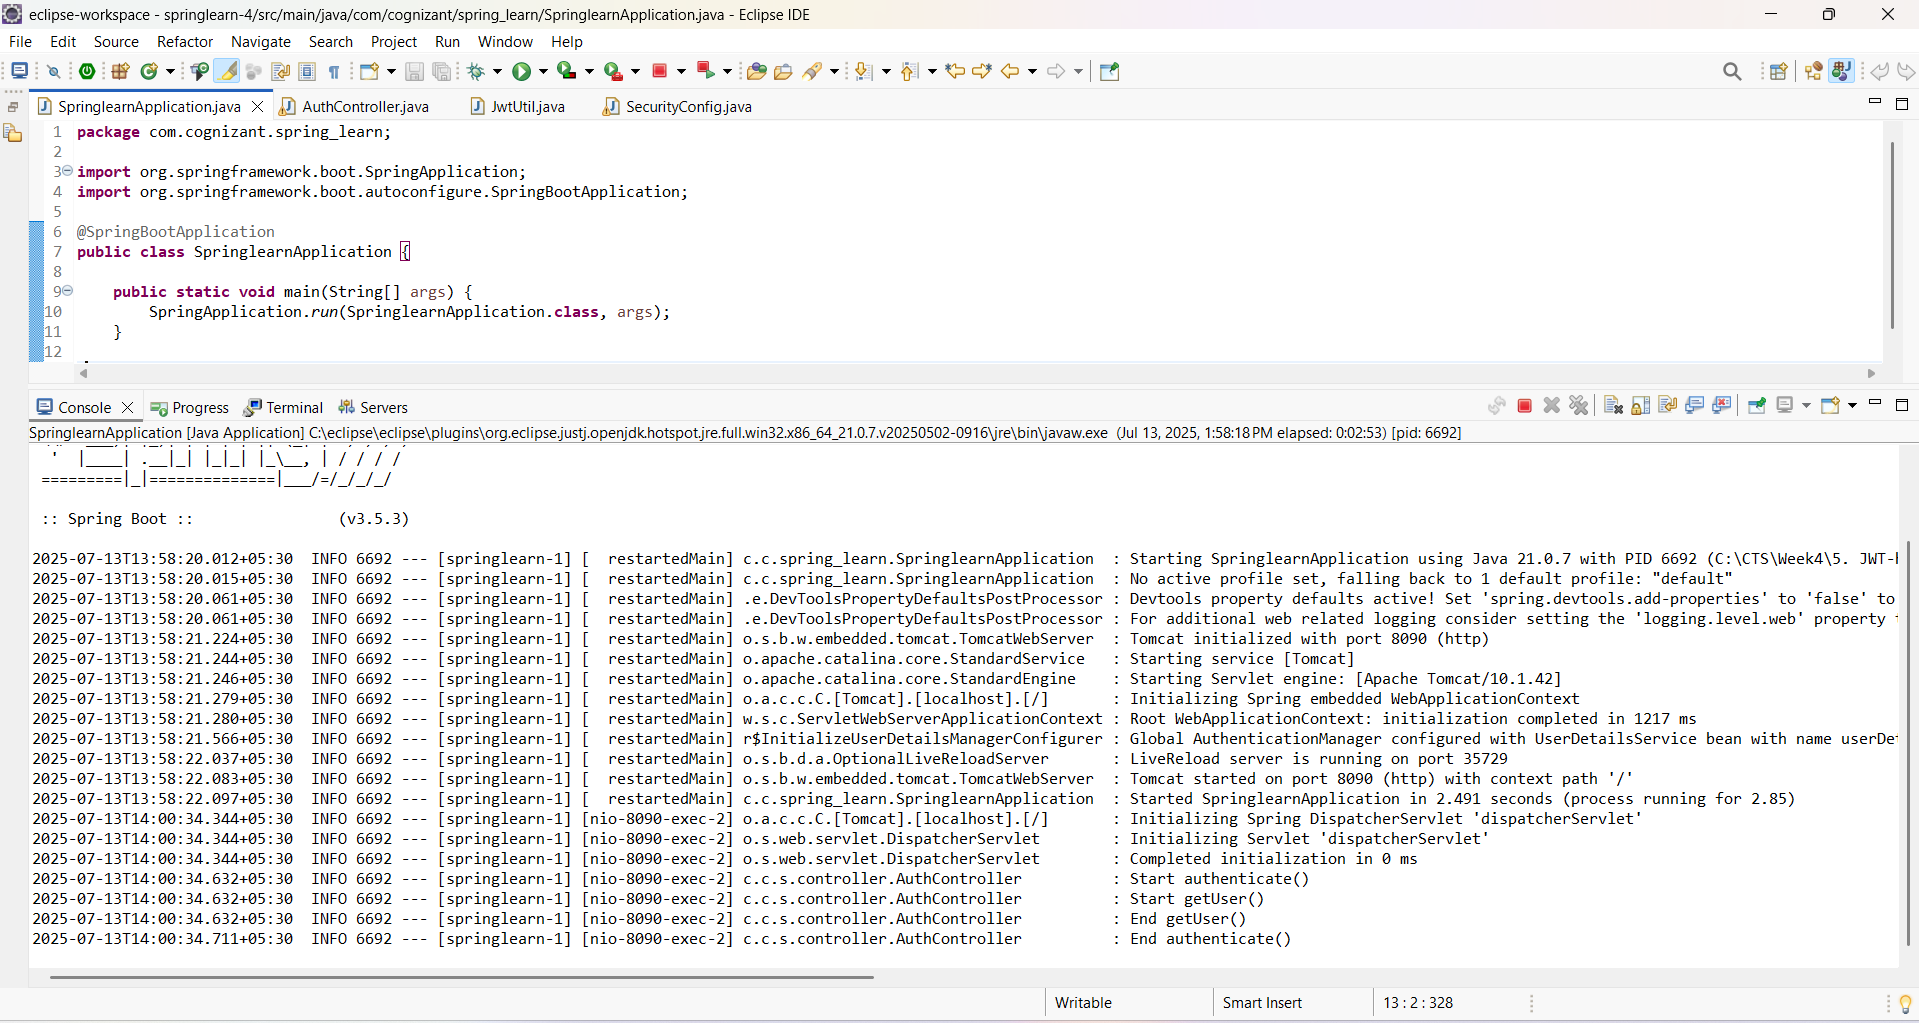 eclipse-workspace - springlearn-4/src/main/java/com/cognizant/spring_learn/SpringlearnApplication.java - Eclipse IDE
File Edit Source Refactor Navigate Search Project Run Window Help
SpringlearnApplication.java AuthController.java JwtUtil.java SecurityConfig.java
1 package com.cognizant.spring_learn;
2
3 import org.springframework.boot.SpringApplication;
4 import org.springframework.boot.autoconfigure.SpringBootApplication;
5
6 @SpringBootApplication
7 public class SpringlearnApplication {
8
9 public static void main(String[] args) {
10 SpringApplication.run(SpringlearnApplication.class, args);
11 }
12
Console Progress Terminal Servers
SpringlearnApplication [Java Application] C:\eclipse\eclipse\plugins\org.eclipse.justj.openjdk.hotspot.jre.full.win32.x86_64_21.0.7.v20250502-0916\jre\bin\javaw.exe (Jul 13, 2025, 1:58:18 PM elapsed: 0:02:53) [pid: 6692]
' |____| .__|_| |_|_| |_\__, | / / / /
=========|_|==============|___/=/_/_/_/
:: Spring Boot :: (v3.5.3)
2025-07-13T13:58:20.012+05:30 INFO 6692 --- [springlearn-1] [ restartedMain] c.c.spring_learn.SpringlearnApplication : Starting SpringlearnApplication using Java 21.0.7 with PID 6692 (C:\CTS\Week4\5. JWT-
2025-07-13T13:58:20.015+05:30 INFO 6692 --- [springlearn-1] [ restartedMain] c.c.spring_learn.SpringlearnApplication : No active profile set, falling back to 1 default profile: "default"
2025-07-13T13:58:20.061+05:30 INFO 6692 --- [springlearn-1] [ restartedMain] .e.DevToolsPropertyDefaultsPostProcessor : Devtools property defaults active! Set 'spring.devtools.add-properties' to 'false' to
2025-07-13T13:58:20.061+05:30 INFO 6692 --- [springlearn-1] [ restartedMain] .e.DevToolsPropertyDefaultsPostProcessor : For additional web related logging consider setting the 'logging.level.web' property
2025-07-13T13:58:21.224+05:30 INFO 6692 --- [springlearn-1] [ restartedMain] o.s.b.w.embedded.tomcat.TomcatWebServer : Tomcat initialized with port 8090 (http)
2025-07-13T13:58:21.244+05:30 INFO 6692 --- [springlearn-1] [ restartedMain] o.apache.catalina.core.StandardService : Starting service [Tomcat]
2025-07-13T13:58:21.246+05:30 INFO 6692 --- [springlearn-1] [ restartedMain] o.apache.catalina.core.StandardEngine : Starting Servlet engine: [Apache Tomcat/10.1.42]
2025-07-13T13:58:21.279+05:30 INFO 6692 --- [springlearn-1] [ restartedMain] o.a.c.c.C.[Tomcat].[localhost].[/] : Initializing Spring embedded WebApplicationContext
2025-07-13T13:58:21.280+05:30 INFO 6692 --- [springlearn-1] [ restartedMain] w.s.c.ServletWebServerApplicationContext : Root WebApplicationContext: initialization completed in 1217 ms
2025-07-13T13:58:21.566+05:30 INFO 6692 --- [springlearn-1] [ restartedMain] r$InitializeUserDetailsManagerConfigurer : Global AuthenticationManager configured with UserDetailsService bean with name userDe
2025-07-13T13:58:22.037+05:30 INFO 6692 --- [springlearn-1] [ restartedMain] o.s.b.d.a.OptionalLiveReloadServer : LiveReload server is running on port 35729
2025-07-13T13:58:22.083+05:30 INFO 6692 --- [springlearn-1] [ restartedMain] o.s.b.w.embedded.tomcat.TomcatWebServer : Tomcat started on port 8090 (http) with context path '/'
2025-07-13T13:58:22.097+05:30 INFO 6692 --- [springlearn-1] [ restartedMain] c.c.spring_learn.SpringlearnApplication : Started SpringlearnApplication in 2.491 seconds (process running for 2.85)
2025-07-13T14:00:34.344+05:30 INFO 6692 --- [springlearn-1] [nio-8090-exec-2] o.a.c.c.C.[Tomcat].[localhost].[/] : Initializing Spring DispatcherServlet 'dispatcherServlet'
2025-07-13T14:00:34.344+05:30 INFO 6692 --- [springlearn-1] [nio-8090-exec-2] o.s.web.servlet.DispatcherServlet : Initializing Servlet 'dispatcherServlet'
2025-07-13T14:00:34.344+05:30 INFO 6692 --- [springlearn-1] [nio-8090-exec-2] o.s.web.servlet.DispatcherServlet : Completed initialization in 0 ms
2025-07-13T14:00:34.632+05:30 INFO 6692 --- [springlearn-1] [nio-8090-exec-2] c.c.s.controller.AuthController : Start authenticate()
2025-07-13T14:00:34.632+05:30 INFO 6692 --- [springlearn-1] [nio-8090-exec-2] c.c.s.controller.AuthController : Start getUser()
2025-07-13T14:00:34.632+05:30 INFO 6692 --- [springlearn-1] [nio-8090-exec-2] c.c.s.controller.AuthController : End getUser()
2025-07-13T14:00:34.711+05:30 INFO 6692 --- [springlearn-1] [nio-8090-exec-2] c.c.s.controller.AuthController : End authenticate()
Writable Smart Insert 13 : 2 : 328